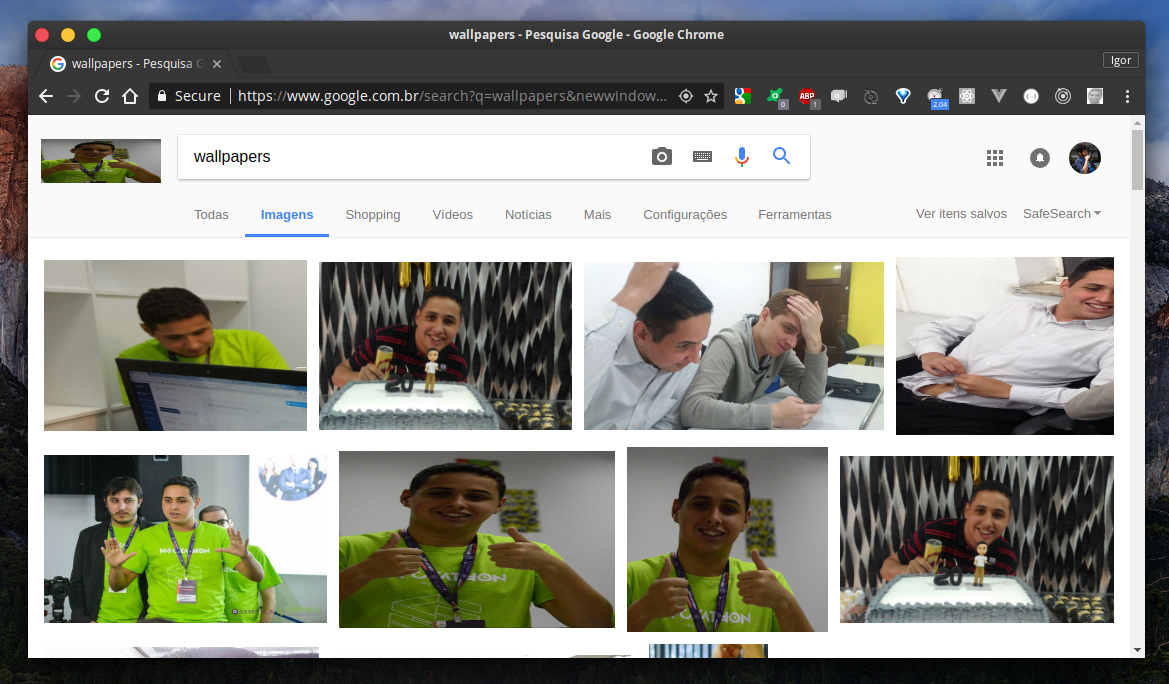 wallpapers - Pesquisa Google - Google Chrome
wallpapers - Pesquisa G
Igor
Secure https://www.google.com.br/search?q=wallpapers&newwindow...
0
ABP
1
2.04
wallpapers
Todas Imagens Shopping Vídeos Notícias Mais Configurações Ferramentas Ver itens salvos SafeSearch
20
HACKATHON
20